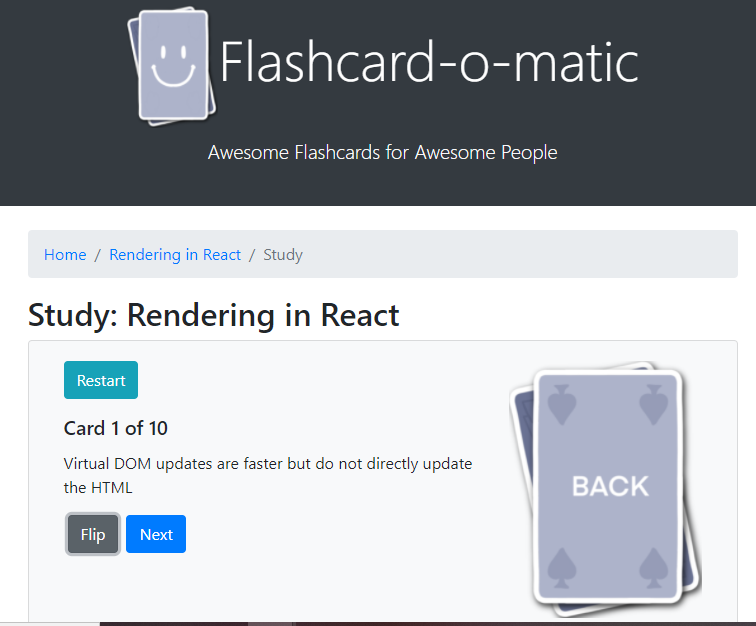 Flashcard-o-matic
Awesome Flashcards for Awesome People
Home / Rendering in React / Study
Study: Rendering in React
Restart
Card 1 of 10
Virtual DOM updates are faster but do not directly update
the HTML
BACK
Flip Next